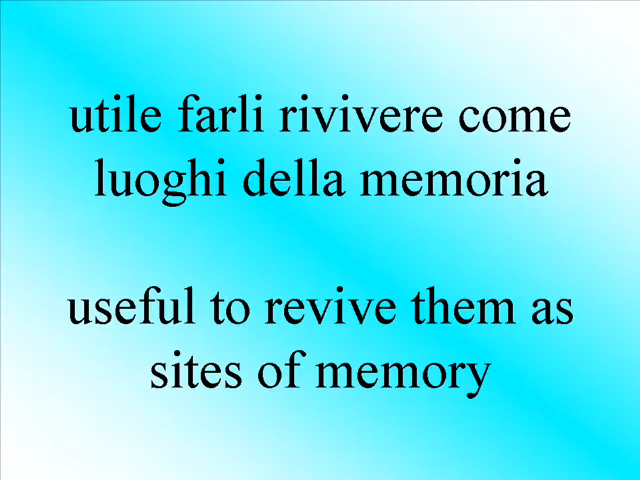 utile farli rivivere come
luoghi della memoria
useful to revive them as
sites of memory